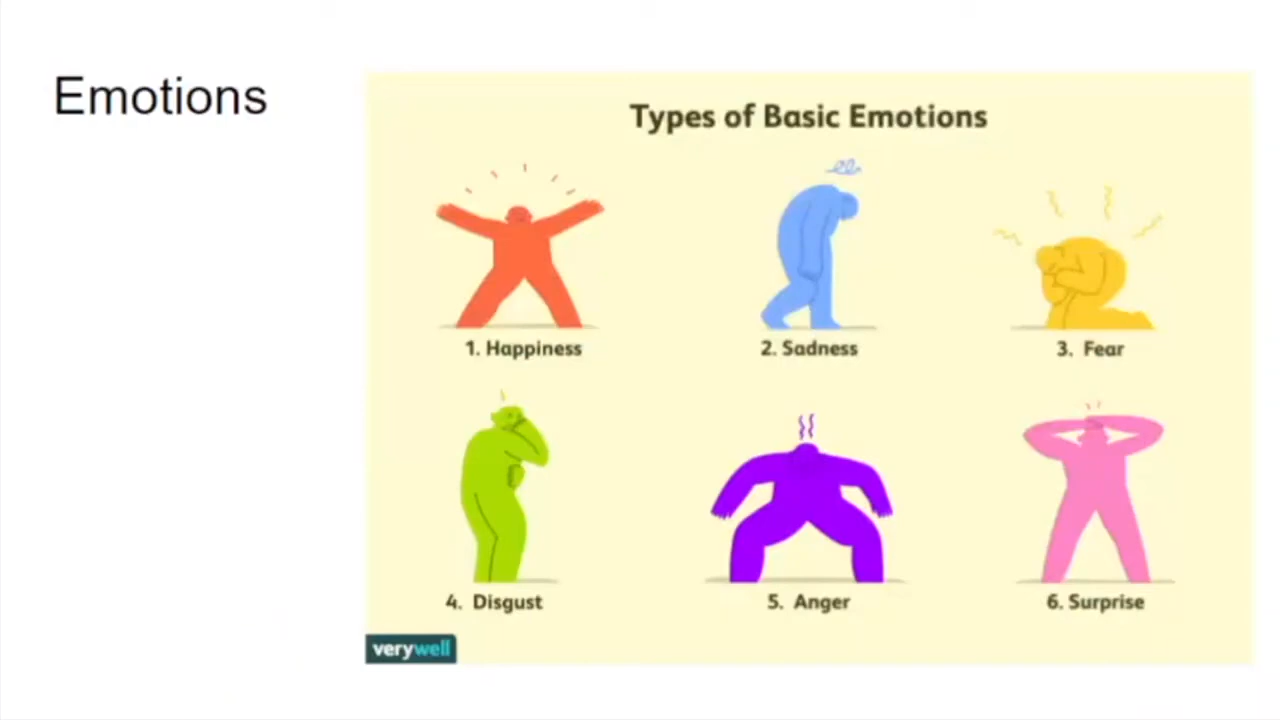 Emotions
Types of Basic Emotions
1. Happiness
2. Sadness
3. Fear
4. Disgust
5. Anger
6. Surprise
verywell